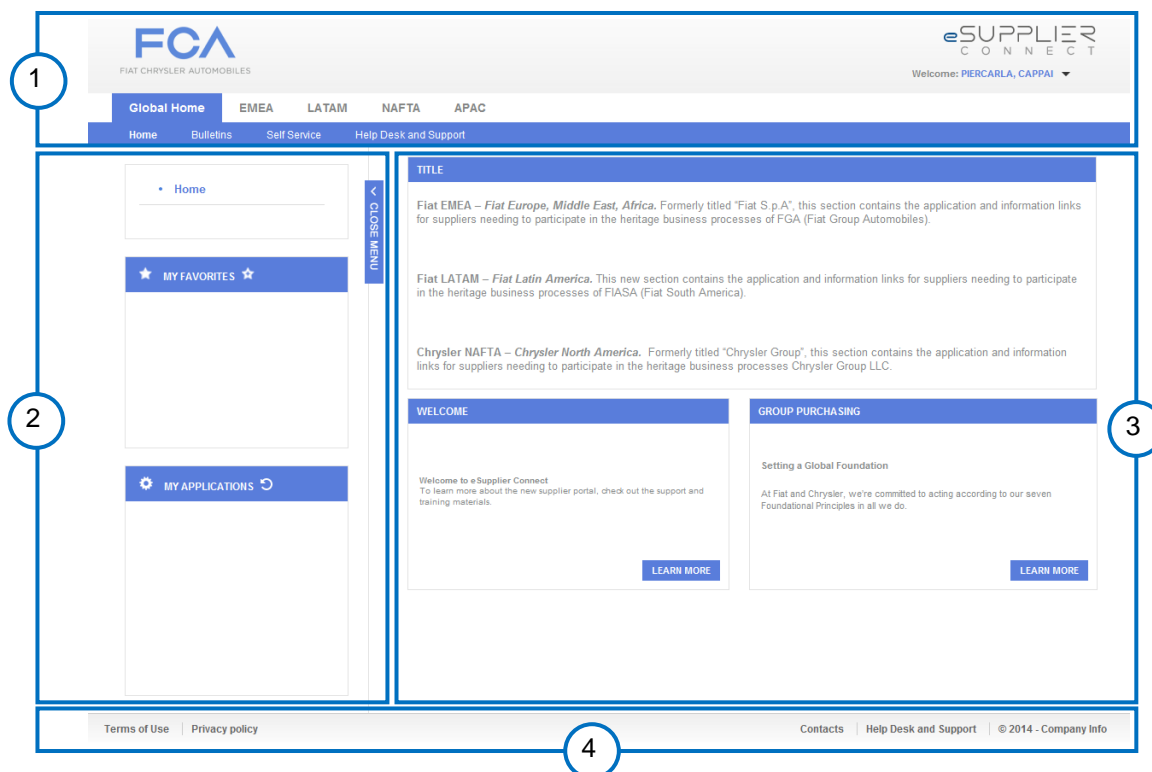 FCA
FIAT CHRYSLER AUTOMOBILES
eSUPPLIER
CONNECT
Welcome: PIERCARLA, CAPPAI
1
Global Home EMEA LATAM NAFTA APAC
Home Bulletins Self Service Help Desk and Support
2
• Home
CLOSE MENU
MY FAVORITES
MY APPLICATIONS
3
TITLE
Fiat EMEA – Fiat Europe, Middle East, Africa. Formerly titled "Fiat S.p.A", this section contains the application and information links
for suppliers needing to participate in the heritage business processes of FGA (Fiat Group Automobiles).
Fiat LATAM – Fiat Latin America. This new section contains the application and information links for suppliers needing to participate
in the heritage business processes of FIASA (Fiat South America).
Chrysler NAFTA – Chrysler North America. Formerly titled "Chrysler Group", this section contains the application and information
links for suppliers needing to participate in the heritage business processes Chrysler Group LLC.
WELCOME
Welcome to eSupplier Connect
To learn more about the new supplier portal, check out the support and
training materials.
LEARN MORE
GROUP PURCHASING
Setting a Global Foundation
At Fiat and Chrysler, we're committed to acting according to our seven
Foundational Principles in all we do.
LEARN MORE
Terms of Use Privacy policy
Contacts Help Desk and Support © 2014 - Company Info
4